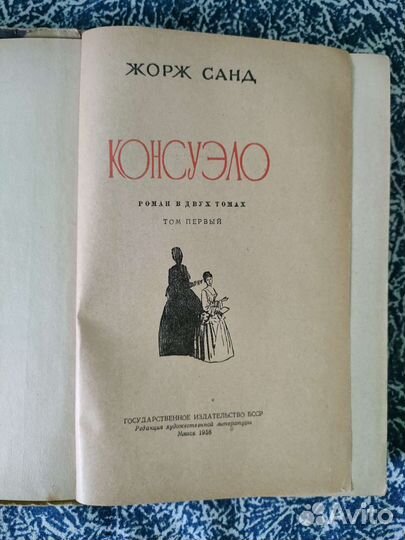 ЖОРЖ САНД
КОНСУЭЛО
РОМАН В ДВУХ ТОМАХ
ТОМ ПЕРВЫЙ
ГОСУДАРСТВЕННОЕ ИЗДАТЕЛЬСТВО БССР
Редакция художественной литературы
Минск 1958
Avito